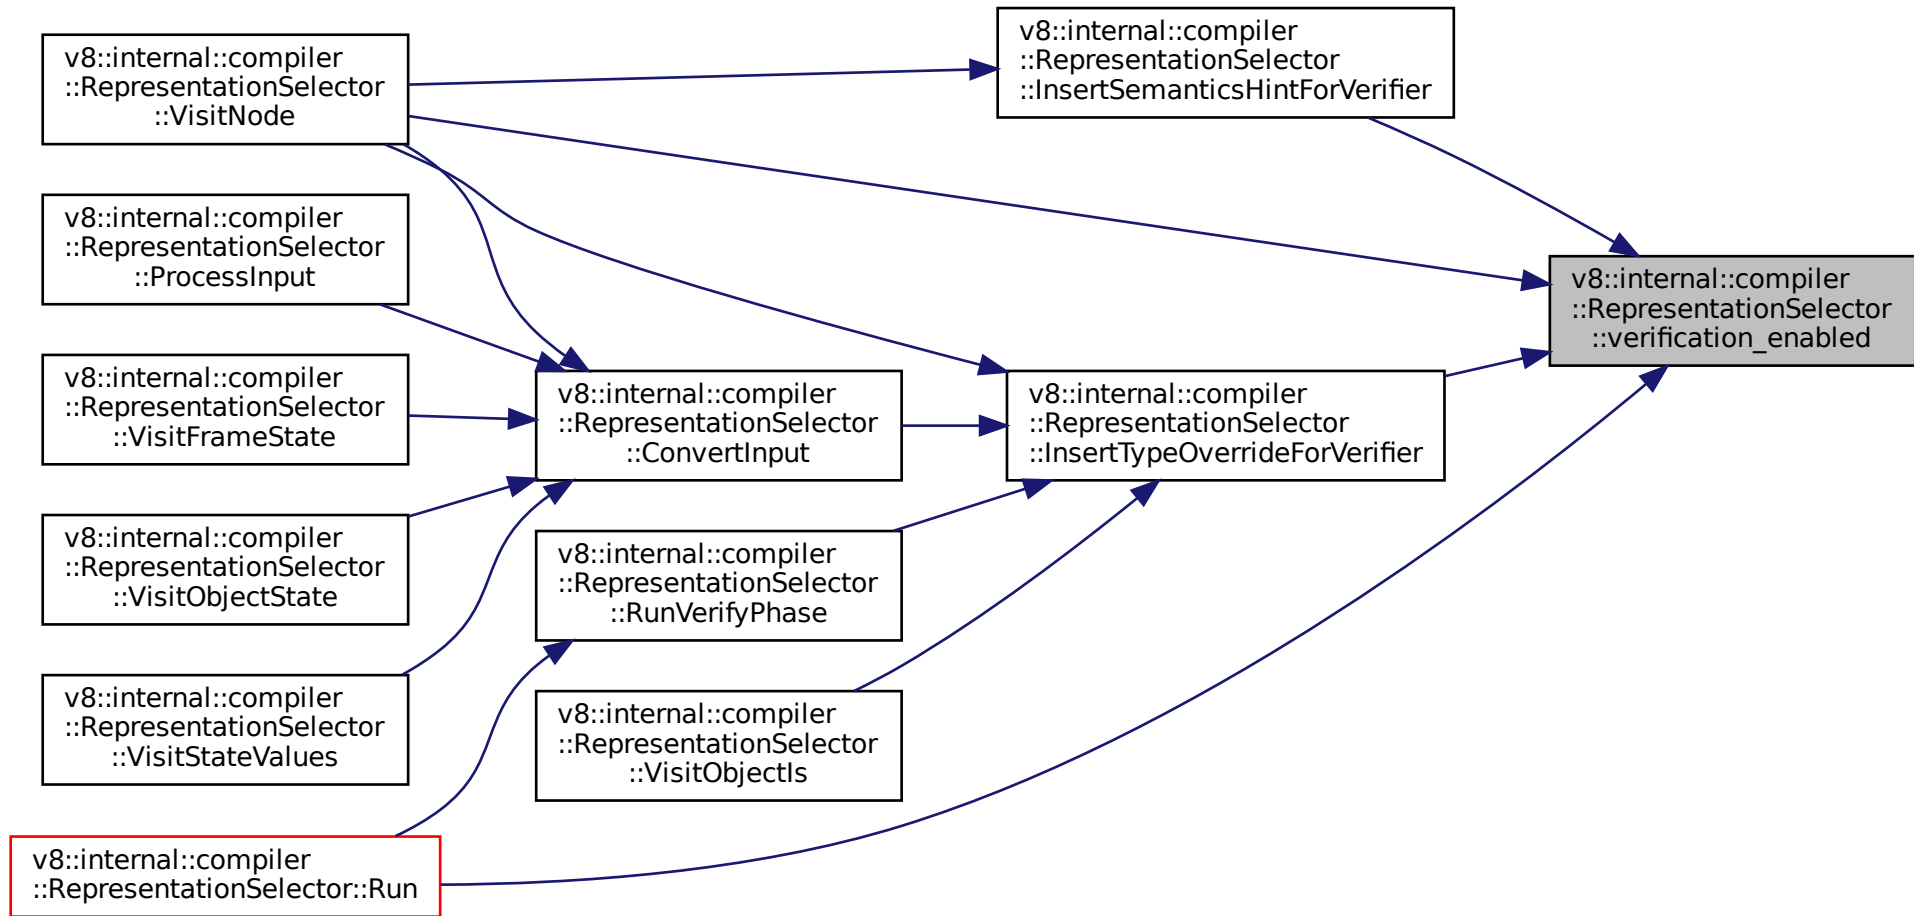 v8::internal::compiler
::RepresentationSelector
::VisitNode
v8::internal::compiler
::RepresentationSelector
::ProcessInput
v8::internal::compiler
::RepresentationSelector
::VisitFrameState
v8::internal::compiler
::RepresentationSelector
::VisitObjectState
v8::internal::compiler
::RepresentationSelector
::VisitStateValues
v8::internal::compiler
::RepresentationSelector::Run
v8::internal::compiler
::RepresentationSelector
::ConvertInput
v8::internal::compiler
::RepresentationSelector
::RunVerifyPhase
v8::internal::compiler
::RepresentationSelector
::VisitObjectIs
v8::internal::compiler
::RepresentationSelector
::InsertSemanticsHintForVerifier
v8::internal::compiler
::RepresentationSelector
::InsertTypeOverrideForVerifier
v8::internal::compiler
::RepresentationSelector
::verification_enabled